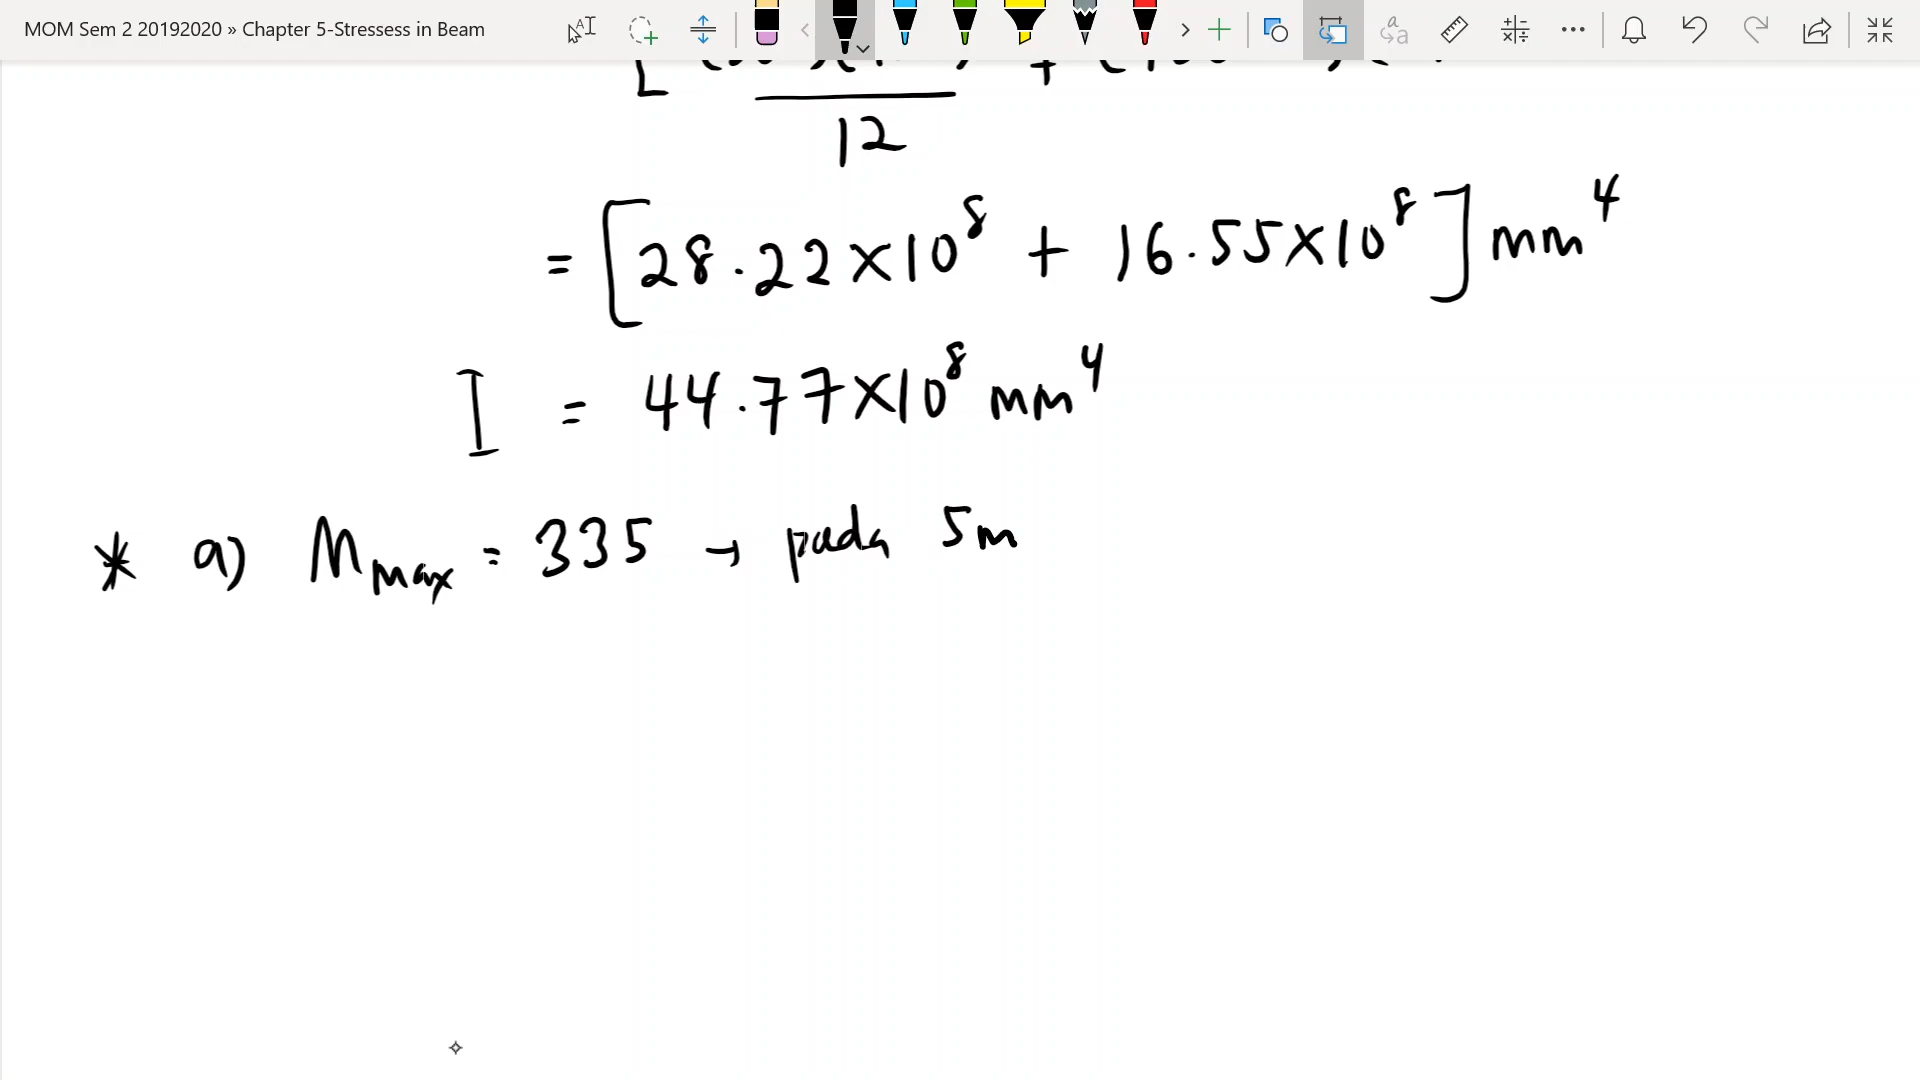 MOM Sem 2 20192020 » Chapter 5-Stressess in Beam
12
= [28.22×10⁸ + 16.55×10⁸] mm⁴
I = 44.77×10⁸ mm⁴
* a) Mmax = 335 → pada 5m